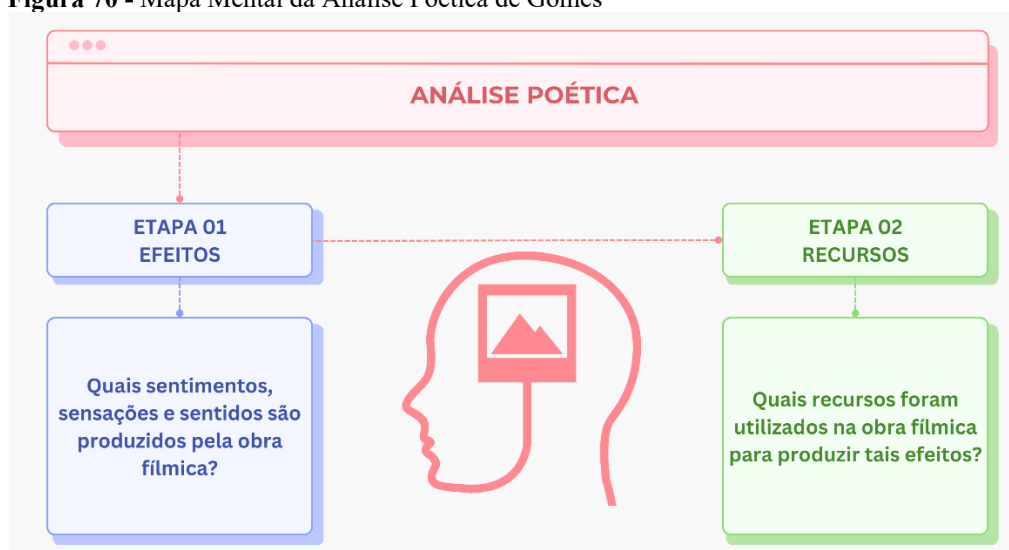 Figura 70 - Mapa Mental da Análise Poética de Gomes
ANÁLISE POÉTICA
ETAPA 01
EFEITOS
ETAPA 02
RECURSOS
Quais sentimentos,
sensações e sentidos são
produzidos pela obra
fílmica?
Quais recursos foram
utilizados na obra fílmica
para produzir tais efeitos?